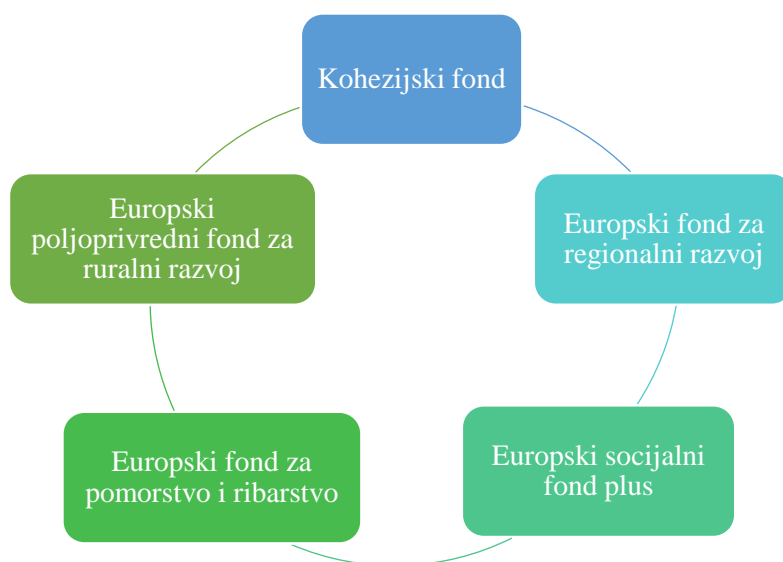 Kohezijski fond
Europski
poljoprivredni fond za
ruralni razvoj
Europski fond za
regionalni razvoj
Europski fond za
pomorstvo i ribarstvo
Europski socijalni
fond plus